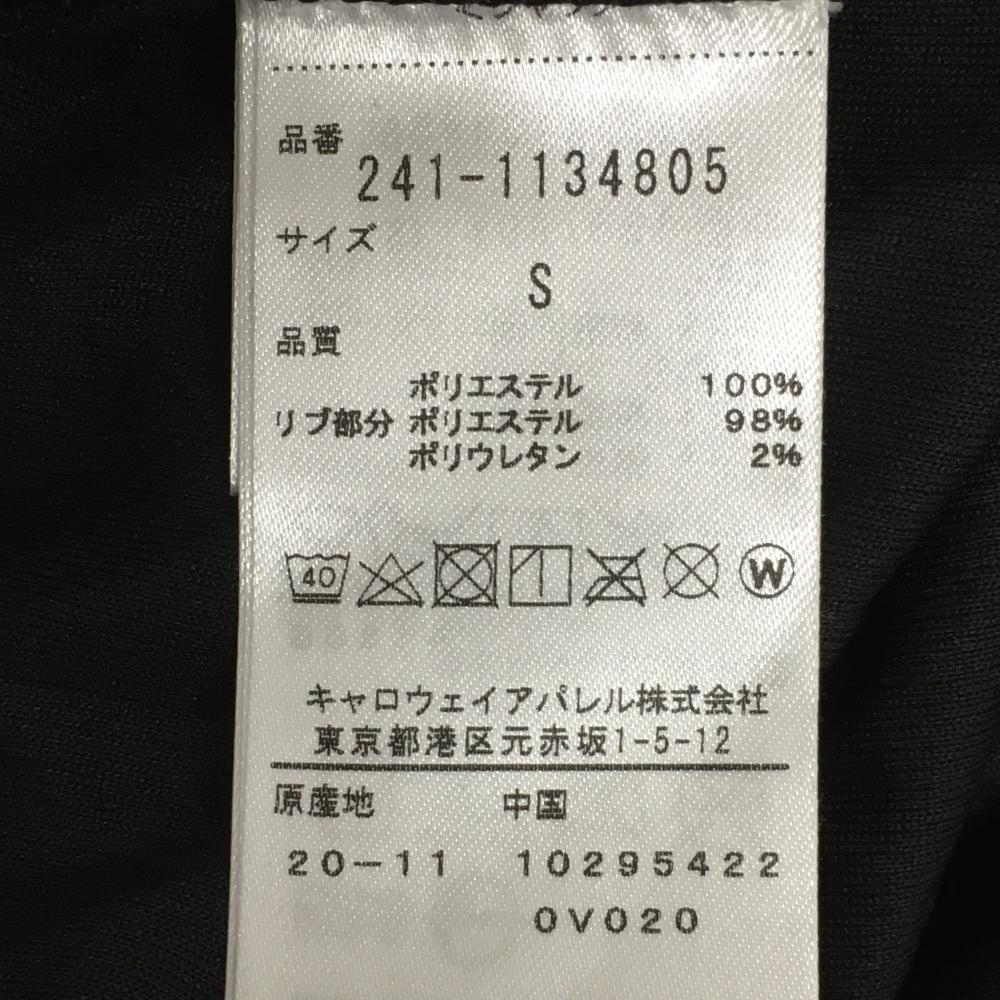 品番
241-1134805
サイズ
S
品質
ポリエステル 100%
リブ部分 ポリエステル 98%
ポリウレタン 2%
40 W
キャロウェイアパレル株式会社
東京都港区元赤坂1-5-12
原産地 中国
20-11 10295422
0V020